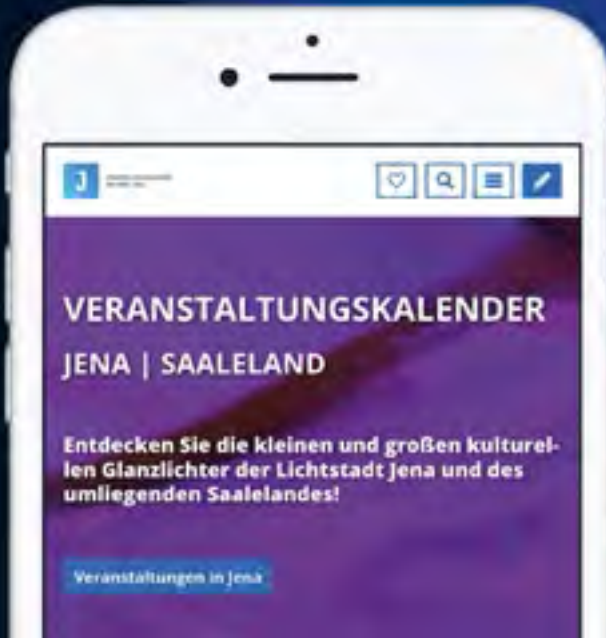 J
VERANSTALTUNGSKALENDER
JENA | SAALELAND
Entdecken Sie die kleinen und großen kulturel-
len Glanzlichter der Lichtstadt Jena und des
umliegenden Saalelandes!
Veranstaltungen in Jena